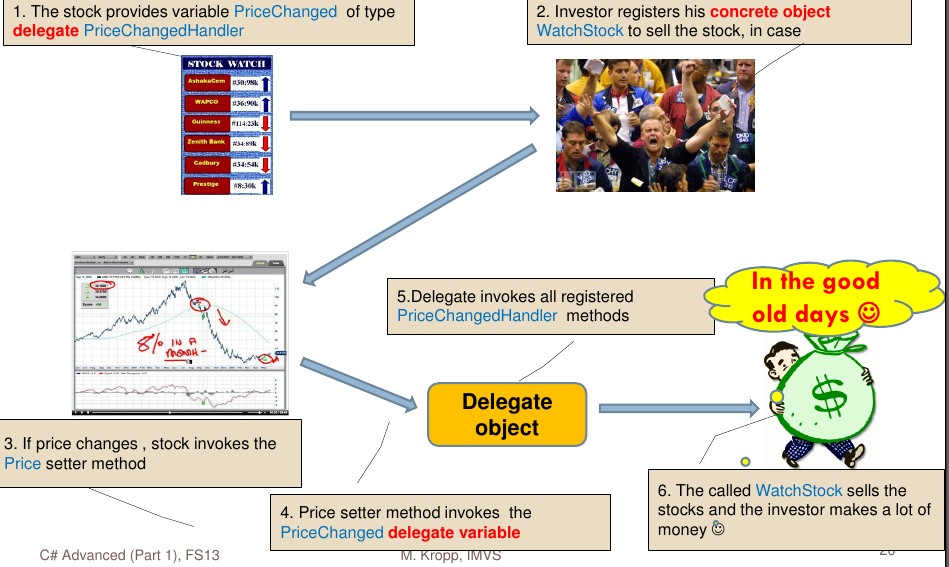 1. The stock provides variable PriceChanged of type
delegate PriceChangedHandler
2. Investor registers his concrete object
WatchStock to sell the stock, in case
STOCK WATCH
AshakaCem #30:98k
WAPCO #36:90k
Guinness #114:23k
Zenith Bank #34:89k
Cadbury #34:54k
Prestige #8:30k
8% IN A
MONTH -
5.Delegate invokes all registered
PriceChangedHandler methods
In the good
old days ☺
Delegate
object
$
3. If price changes , stock invokes the
Price setter method
4. Price setter method invokes the
PriceChanged delegate variable
6. The called WatchStock sells the
stocks and the investor makes a lot of
money
C# Advanced (Part 1), FS13
M. Kropp, IMVS